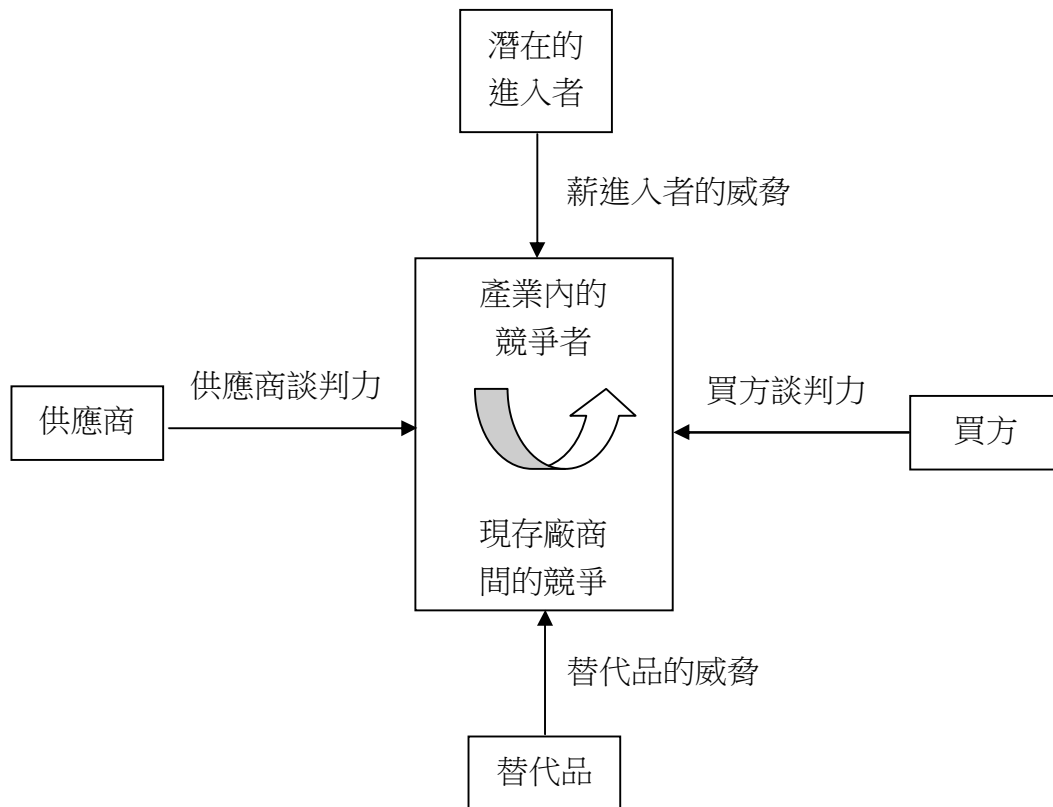 潛在的
進入者
薪進入者的威脅
產業內的
競爭者
供應商談判力
買方談判力
供應商
買方
現存廠商
間的競爭
替代品的威脅
替代品